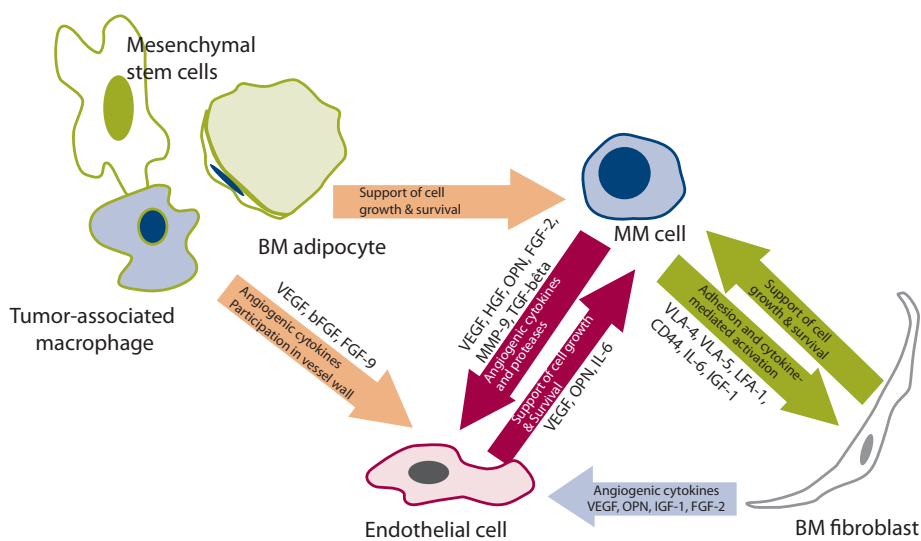 Mesenchymal
stem cells
Support of cell
growth & survival
BM adipocyte
MM cell
Tumor-associated
macrophage
VEGF, bFGF, FGF-9
Angiogenic cytokines
Participation in vessel wall
VEGF, HGF, OPN, FGF-2,
MMP-9, TGF-bêta
Angiogenic cytokines
and proteases
Support of cell growth
& Survival
VEGF, OPN, IL-6
Support of cell
growth & survival
Adhesion and cytokine-
mediated activation
VLA-4, VLA-5, LFA-1,
CD44, IL-6, IGF-1
Angiogenic cytokines
VEGF, OPN, IGF-1, FGF-2
Endothelial cell
BM fibroblast